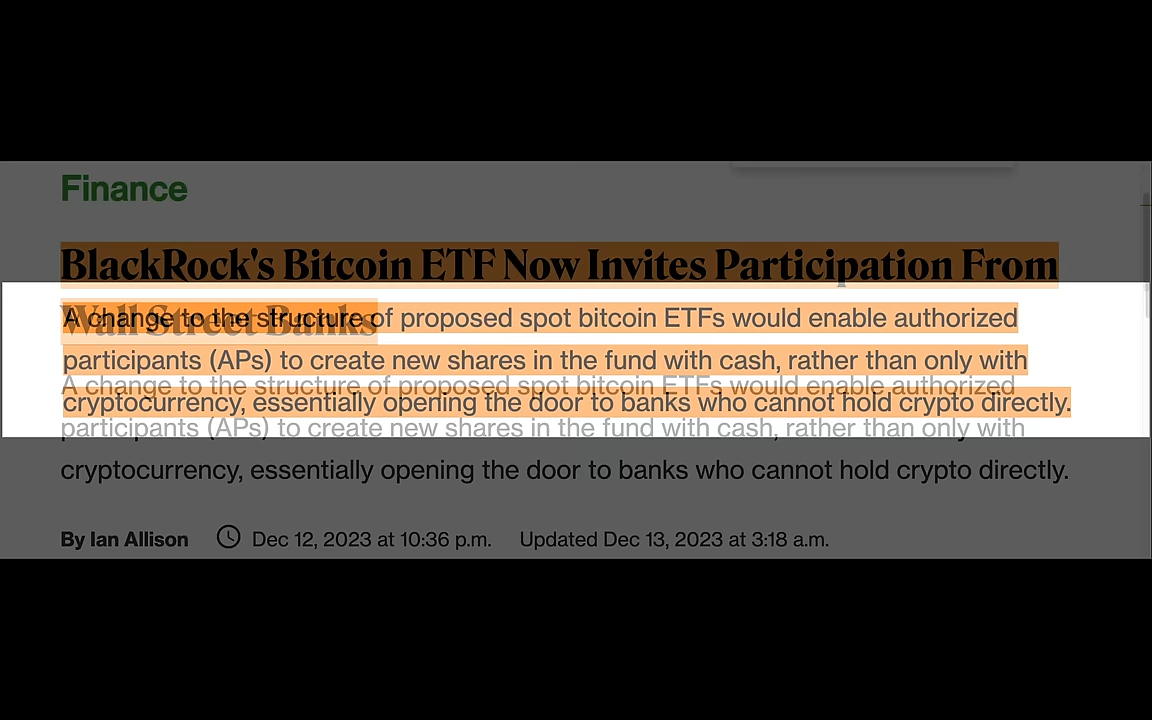 Finance
BlackRock's Bitcoin ETF Now Invites Participation From
Wall Street Banks
A change to the structure of proposed spot bitcoin ETFs would enable authorized
participants (APs) to create new shares in the fund with cash, rather than only with
A change to the structure of proposed spot bitcoin ETFs would enable authorized
cryptocurrency, essentially opening the door to banks who cannot hold crypto directly.
participants (APs) to create new shares in the fund with cash, rather than only with
cryptocurrency, essentially opening the door to banks who cannot hold crypto directly.
By Ian Allison Dec 12, 2023 at 10:36 p.m. Updated Dec 13, 2023 at 3:18 a.m.